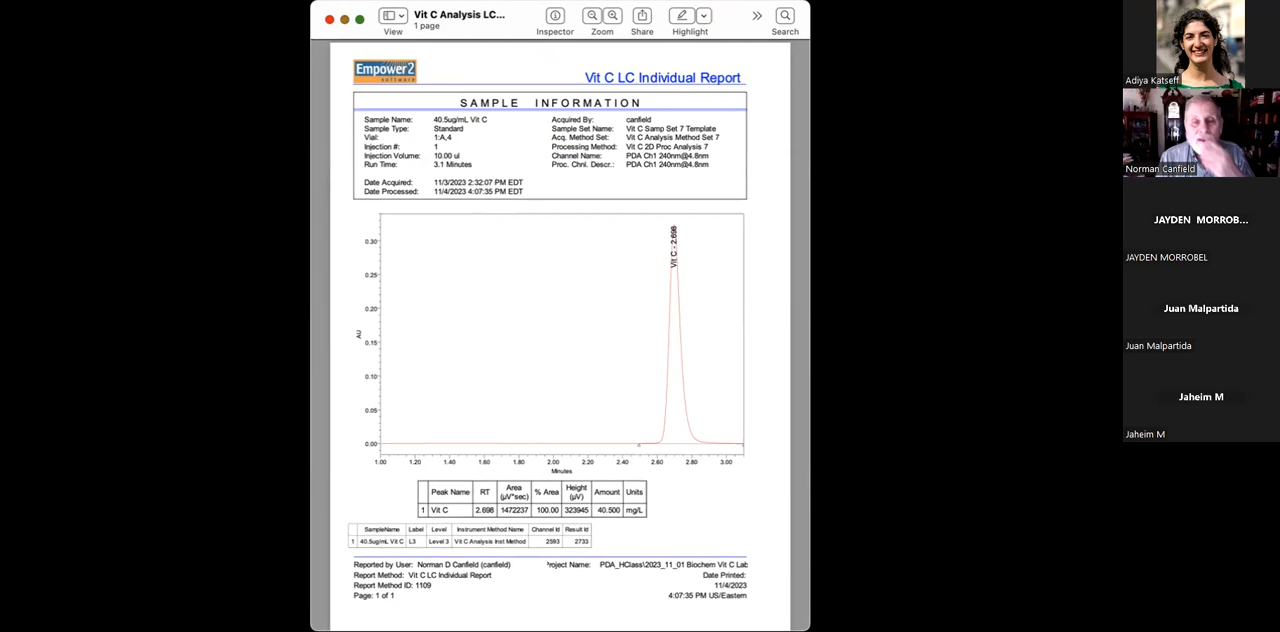 Vit C Analysis LC...
1 page
View
Inspector
Zoom
Share
Highlight
Search
Empower2
software
Vit C LC Individual Report
SAMPLE INFORMATION
Sample Name: 40.5ug/mL Vit C
Sample Type: Standard
Vial: 1:A,4
Injection #: 1
Injection Volume: 10.00 ul
Run Time: 3.1 Minutes
Date Acquired: 11/3/2023 2:32:07 PM EDT
Date Processed: 11/4/2023 4:07:35 PM EDT
Acquired By: canfield
Sample Set Name: Vit C Samp Set 7 Template
Acq. Method Set: Vit C Analysis Method Set 7
Processing Method: Vit C 2D Proc Analysis 7
Channel Name: PDA Ch1 240nm@4.8nm
Proc. Chnl. Descr.: PDA Ch1 240nm@4.8nm
Vit C - 2.698
AU
0.30
0.25
0.20
0.15
0.10
0.05
0.00
1.00 1.20 1.40 1.60 1.80 2.00 2.20 2.40 2.60 2.80 3.00
Minutes
Peak Name RT Area (µV*sec) % Area Height (µV) Amount Units
1 Vit C 2.698 1472237 100.00 323945 40.500 mg/L
SampleName Label Level Instrument Method Name Channel Id Result Id
1 40.5ug/mL Vit C L3 Level 3 Vit C Analysis Inst Method 2593 2733
Reported by User: Norman D Canfield (canfield)
Report Method: Vit C LC Individual Report
Report Method ID: 1109
Page: 1 of 1
Project Name: PDA_HClass\2023_11_01 Biochem Vit C Lab
Date Printed:
11/4/2023
4:07:35 PM US/Eastern
Adiya Katseff
Norman Canfield
JAYDEN MORROB...
JAYDEN MORROBEL
Juan Malpartida
Juan Malpartida
Jaheim M
Jaheim M